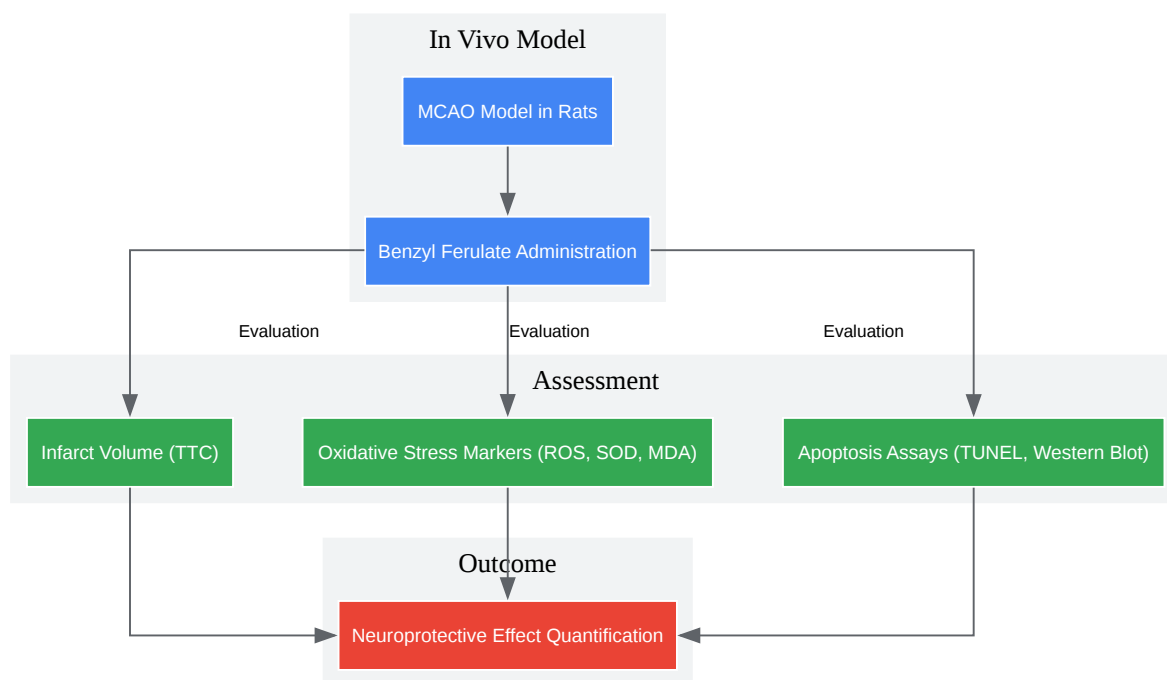 In Vivo Model
MCAO Model in Rats
Benzyl Ferulate Administration
Evaluation
Evaluation
Evaluation
Assessment
Infarct Volume (TTC)
Oxidative Stress Markers (ROS, SOD, MDA)
Apoptosis Assays (TUNEL, Western Blot)
Outcome
Neuroprotective Effect Quantification